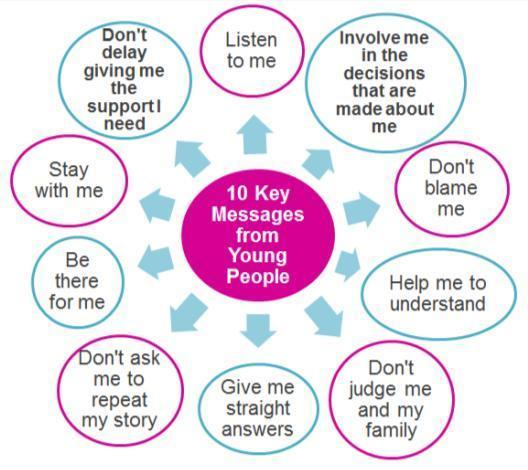 10 Key
Messages
from
Young
People
Listen
to me
Involve me
in the
decisions
that are
made about
me
Don't
blame
me
Help me to
understand
Don't
judge me
and my
family
Give me
straight
answers
Don't ask
me to
repeat
my story
Be
there
for me
Stay
with me
Don't
delay
giving me
the
support I
need